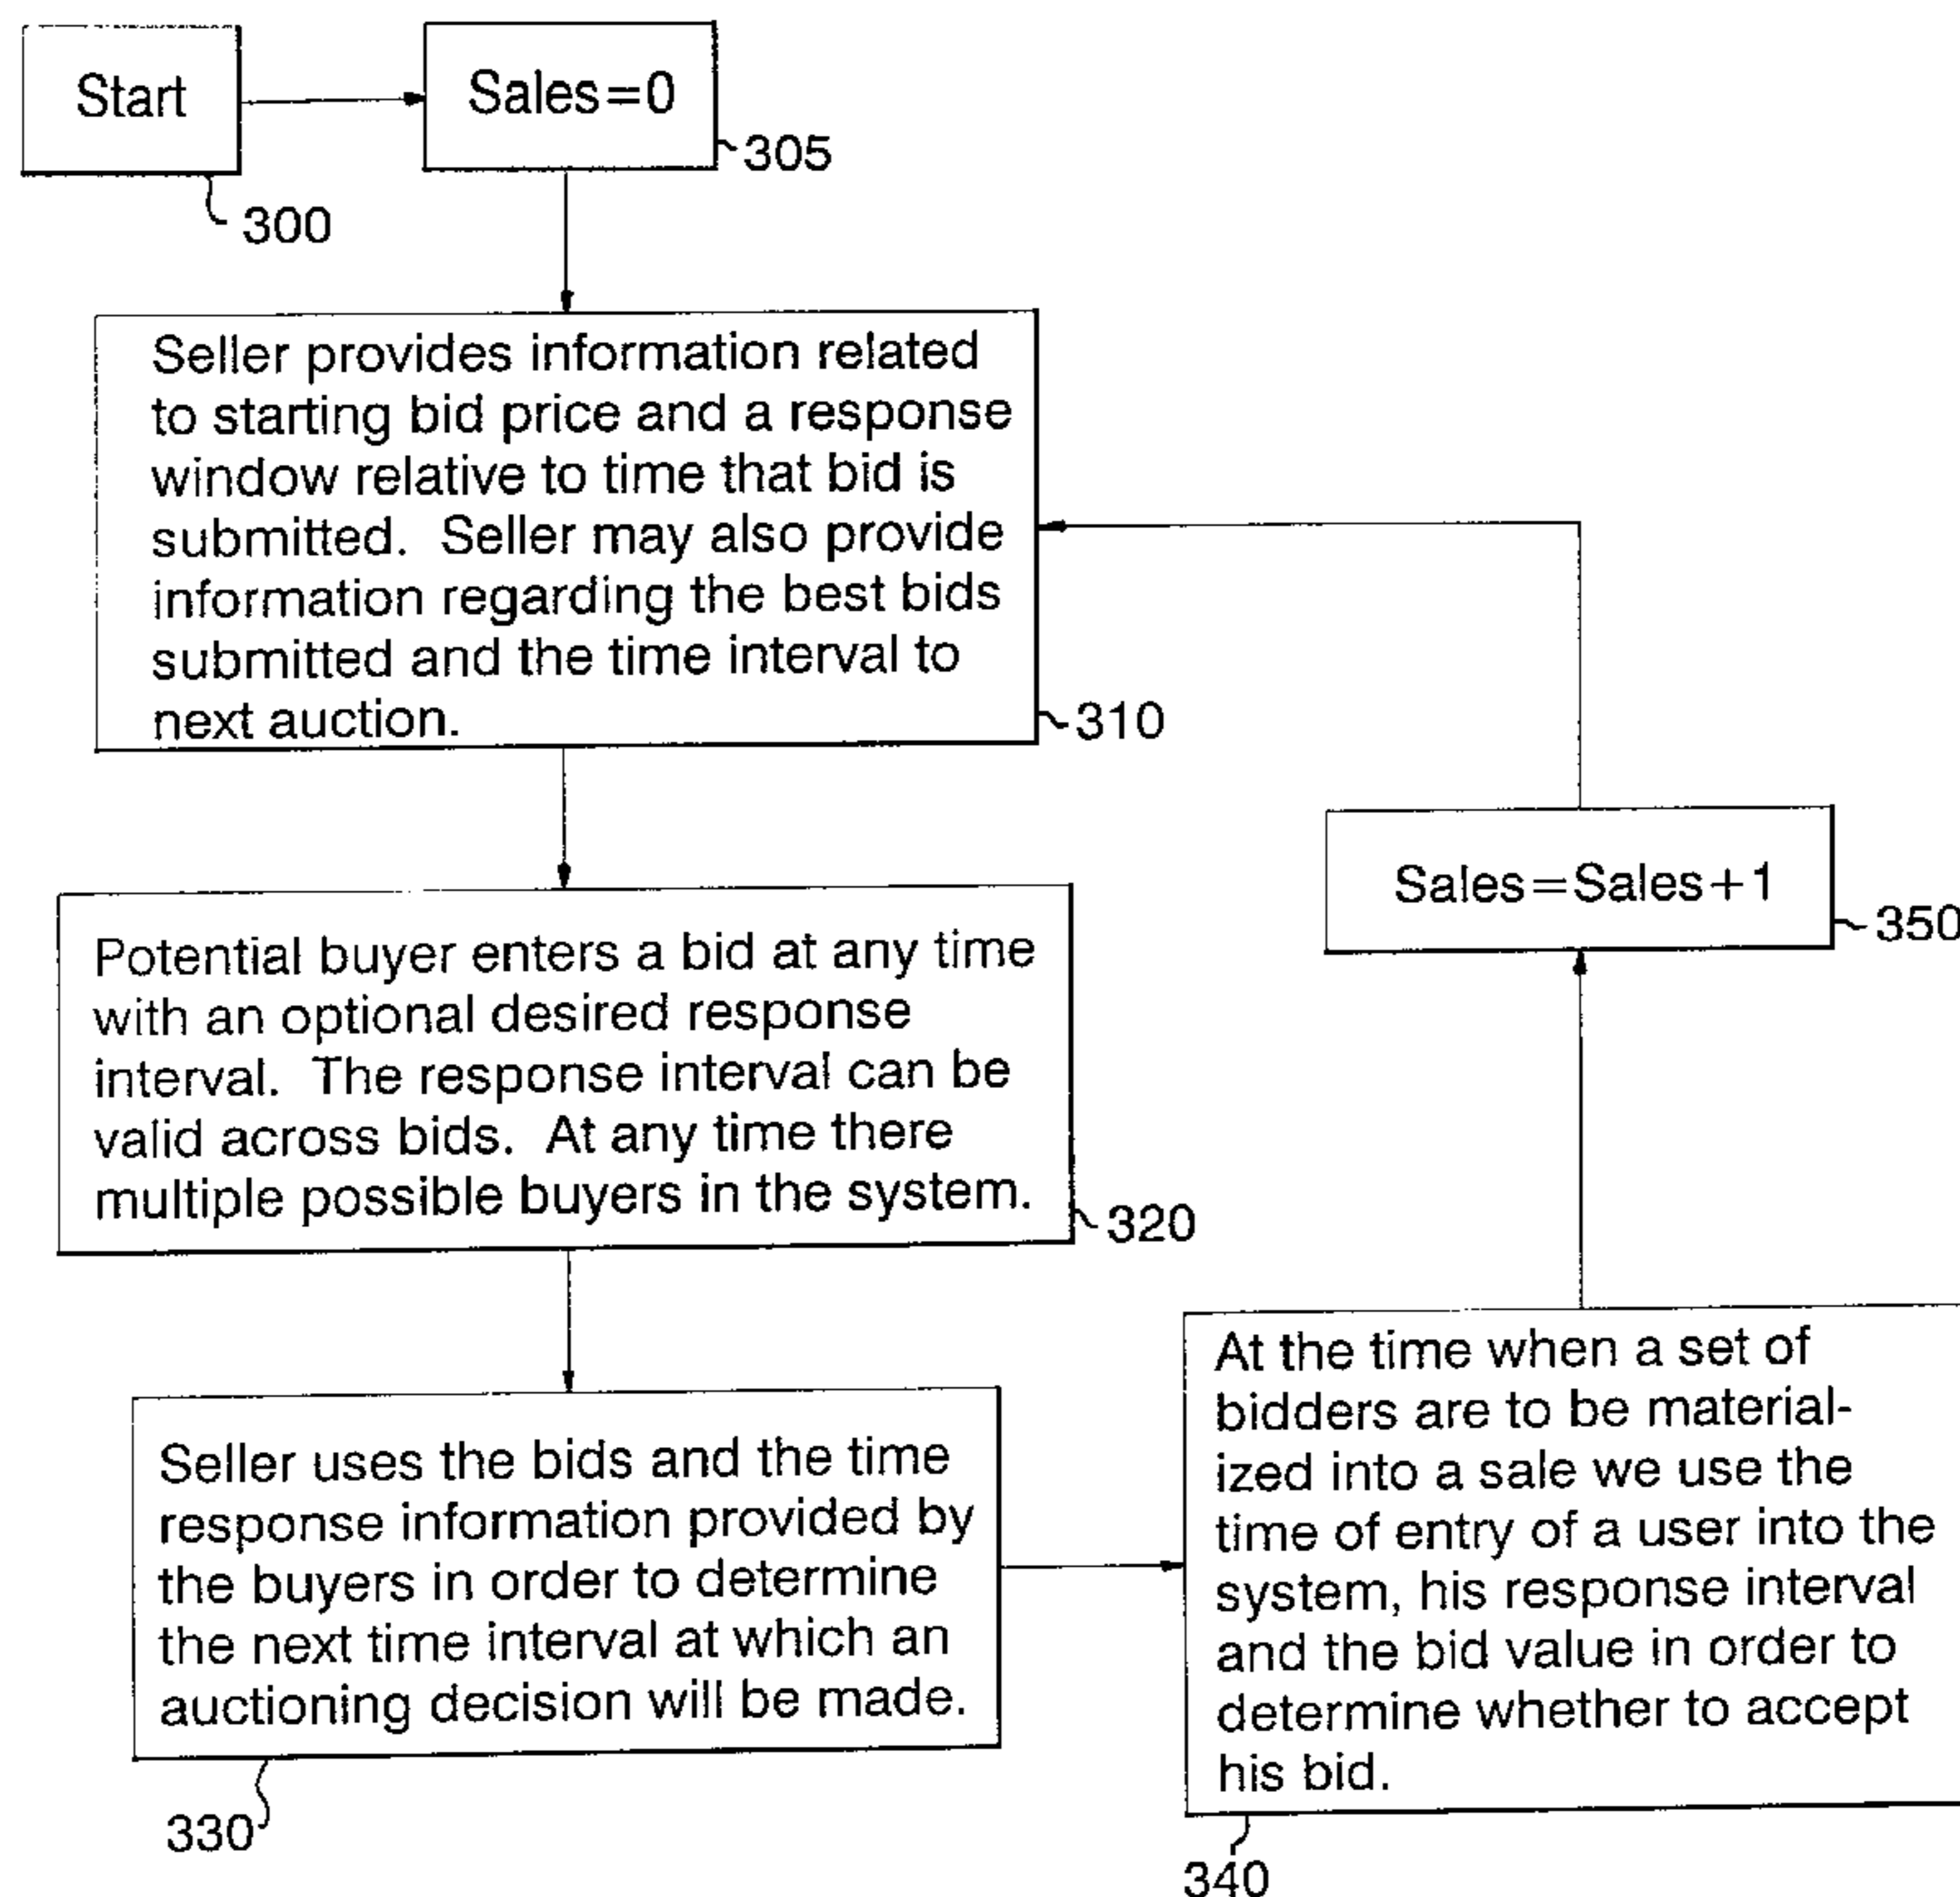 Start
300
Sales=0
305
Seller provides information related
to starting bid price and a response
window relative to time that bid is
submitted. Seller may also provide
information regarding the best bids
submitted and the time interval to
next auction.
310
Potential buyer enters a bid at any time
with an optional desired response
interval. The response interval can be
valid across bids. At any time there
multiple possible buyers in the system.
320
Seller uses the bids and the time
response information provided by
the buyers in order to determine
the next time interval at which an
auctioning decision will be made.
330
At the time when a set of
bidders are to be material-
ized into a sale we use the
time of entry of a user into the
system, his response interval
and the bid value in order to
determine whether to accept
his bid.
340
Sales=Sales+1
350